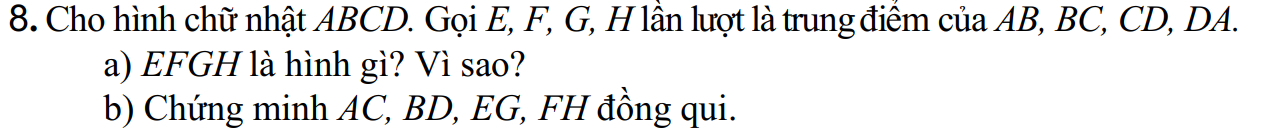 8. Cho hình chữ nhật ABCD. Gọi E, F, G, H lần lượt là trung điểm của AB, BC, CD, DA.
a) EFGH là hình gì? Vì sao?
b) Chứng minh AC, BD, EG, FH đồng qui.